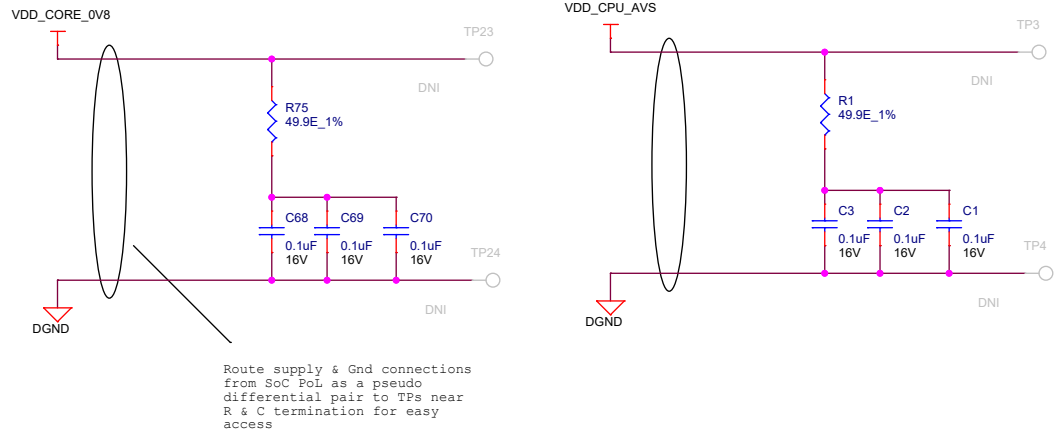 VDD_CORE_0V8
TP23
DNI
R75
49.9E_1%
C68
0.1uF
16V
C69
0.1uF
16V
C70
0.1uF
16V
TP24
DNI
DGND
Route supply & Gnd connections
from SoC PoL as a pseudo
differential pair to TPs near
R & C termination for easy
access
VDD_CPU_AVS
TP3
DNI
R1
49.9E_1%
C3
0.1uF
16V
C2
0.1uF
16V
C1
0.1uF
16V
TP4
DNI
DGND